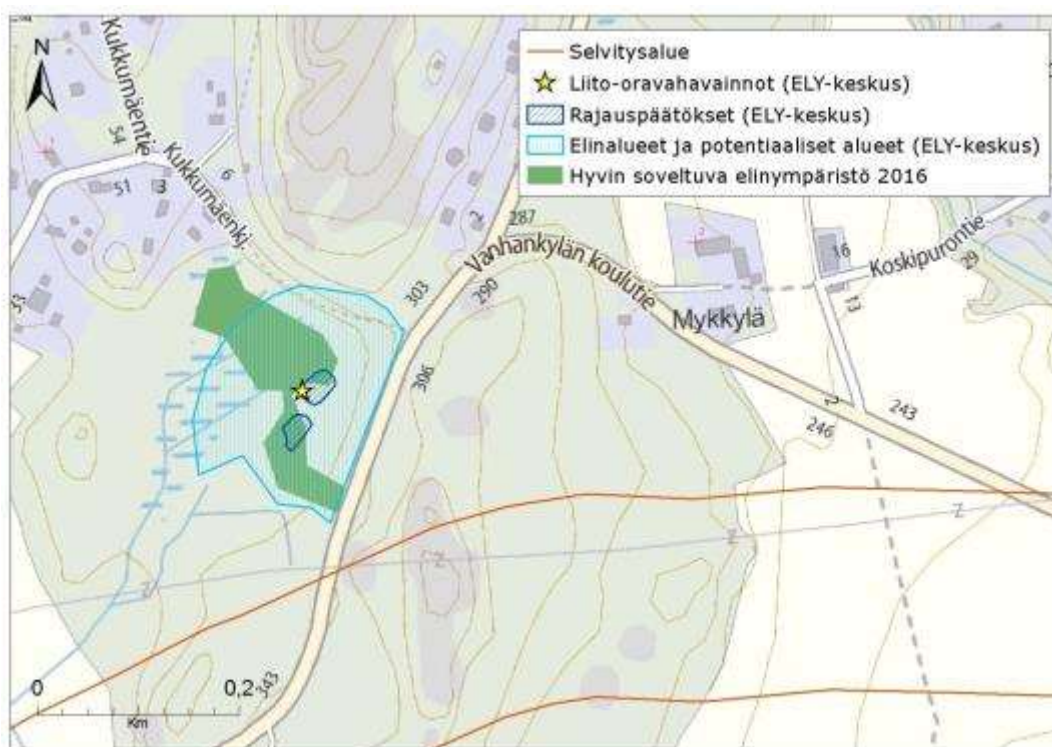 N
Selvitysalue
Liito-oravahavainnot (ELY-keskus)
Rajauspäätökset (ELY-keskus)
Elinalueet ja potentiaaliset alueet (ELY-keskus)
Hyvin soveltuva elinympäristö 2016
Kukkumäentie
54
51
3
6
Kukkumäenkj.
33
2
287
Vanhankylän koulutie
303
290
306
16
Koskipurontie
29
13
Mykkylä
2
246
243
Z
Z
Z
Z
343
0
0,2
Km